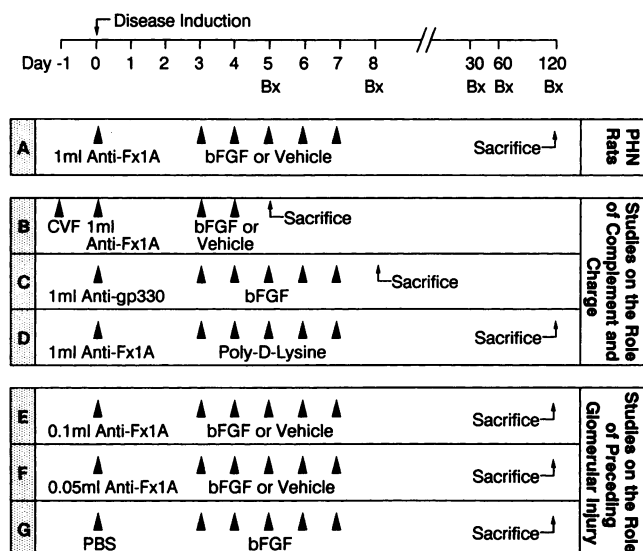 Disease Induction
Day -1 0 3 4 5 6 7 8 30 60 120
Bx Bx Bx Bx Bx
A
1ml Anti-Fx1A bFGF or Vehicle Sacrifice
PHN
Rats
B
CVF 1ml
Anti-Fx1A
bFGF or
Vehicle
Sacrifice
C
1ml Anti-gp330 bFGF Sacrifice
D
1ml Anti-Fx1A Poly-D-Lysine Sacrifice
Studies on the Role
of Complement and
Charge
E
0.1ml Anti-Fx1A bFGF or Vehicle Sacrifice
F
0.05ml Anti-Fx1A bFGF or Vehicle Sacrifice
G
PBS bFGF Sacrifice
Studies on the Role
of Preceding
Glomerular Injury